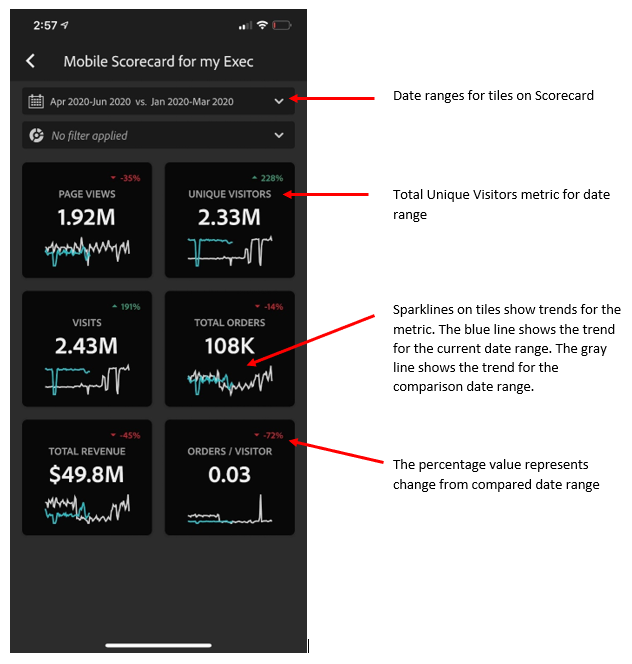 2:57
Mobile Scorecard for my Exec
Apr 2020-Jun 2020 vs. Jan 2020-Mar 2020
Date ranges for tiles on Scorecard
No filter applied
-35%
PAGE VIEWS
1.92M
228%
UNIQUE VISITORS
2.33M
Total Unique Visitors metric for date
range
191%
VISITS
2.43M
-14%
TOTAL ORDERS
108K
Sparklines on tiles show trends for the
metric. The blue line shows the trend
for the current date range. The gray
line shows the trend for the
comparison date range.
-45%
TOTAL REVENUE
$49.8M
-72%
ORDERS / VISITOR
0.03
The percentage value represents
change from compared date range